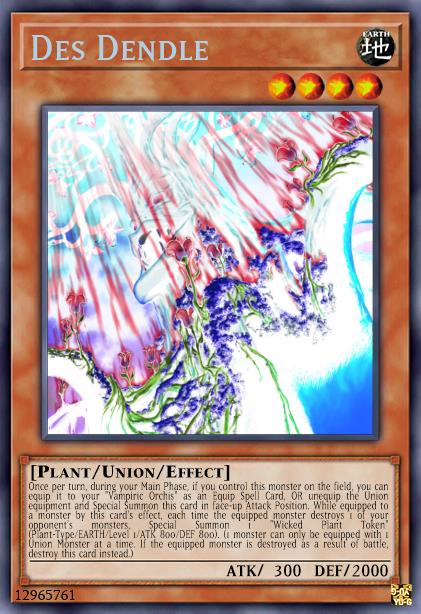 Des Dendle
EARTH
地
[Plant/Union/Effect]
Once per turn, during your Main Phase, if you control this monster on the field, you can
equip it to your "Vampiric Orchis" as an Equip Spell Card, OR unequip the Union
equipment and Special Summon this card in face-up Attack Position. While equipped to
a monster by this card's effect, each time the equipped monster destroys 1 of your
opponent's monsters, Special Summon 1 "Wicked Plant Token"
(Plant-Type/EARTH/Level 1/ATK 800/DEF 800). (1 monster can only be equipped with 1
Union Monster at a time. If the equipped monster is destroyed as a result of battle,
destroy this card instead.)
ATK/ 300 DEF/2000
12965761